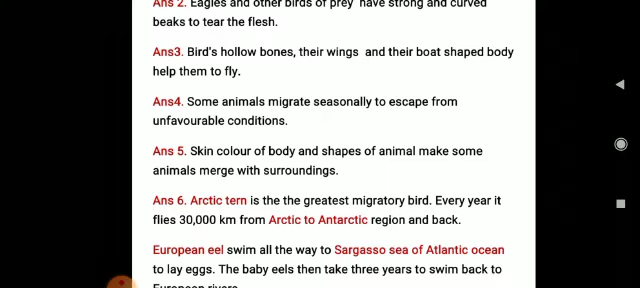 Ans 2. Eagles and other birds of prey have strong and curved
beaks to tear the flesh.
Ans3. Bird's hollow bones, their wings and their boat shaped body
help them to fly.
Ans4. Some animals migrate seasonally to escape from
unfavourable conditions.
Ans 5. Skin colour of body and shapes of animal make some
animals merge with surroundings.
Ans 6. Arctic tern is the the greatest migratory bird. Every year it
flies 30,000 km from Arctic to Antarctic region and back.
European eel swim all the way to Sargasso sea of Atlantic ocean
to lay eggs. The baby eels then take three years to swim back to
European rivers